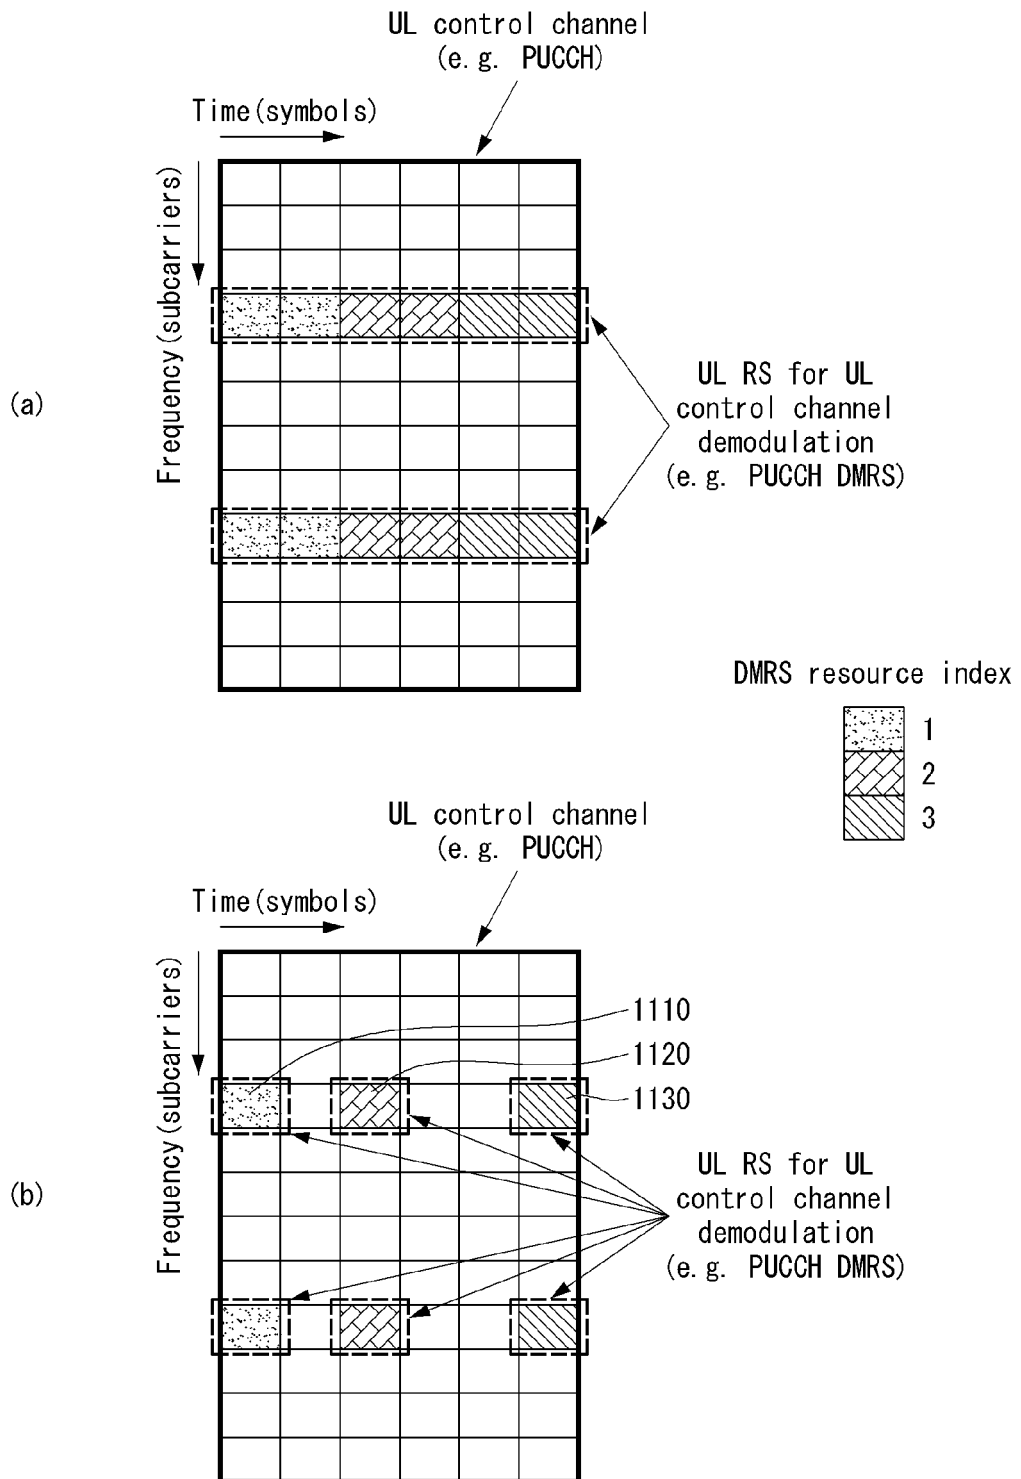 UL control channel
(e.g. PUCCH)
Time(symbols)
Frequency(subcarriers)
(a)
UL RS for UL
control channel
demodulation
(e.g. PUCCH DMRS)
DMRS resource index
1
2
3
UL control channel
(e.g. PUCCH)
Time(symbols)
Frequency(subcarriers)
1110
1120
1130
(b)
UL RS for UL
control channel
demodulation
(e.g. PUCCH DMRS)